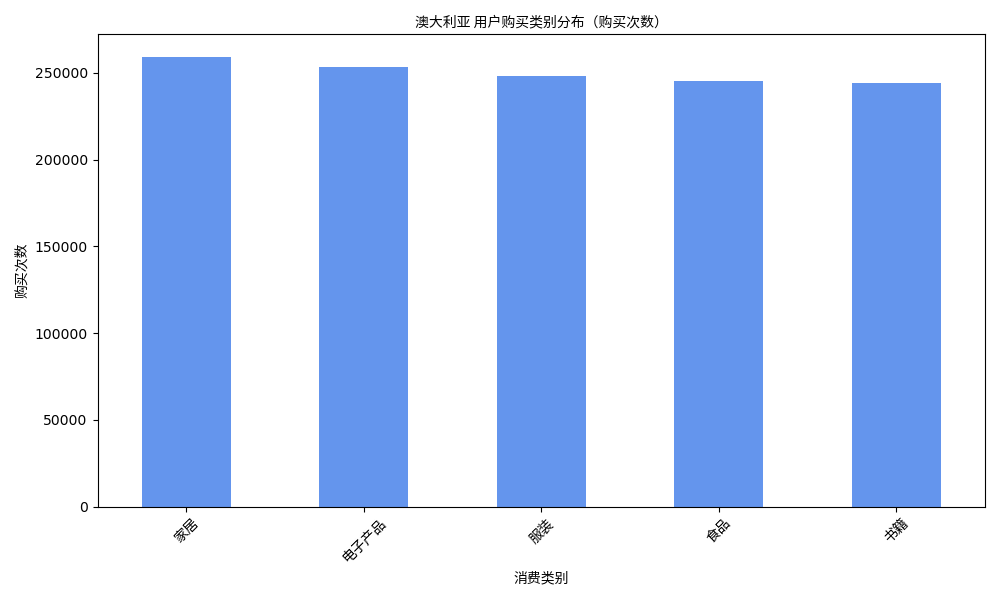 澳大利亚 用户购买类别分布（购买次数）
购买次数
250000
200000
150000
100000
50000
0
家居
电子产品
服装
食品
书籍
消费类别